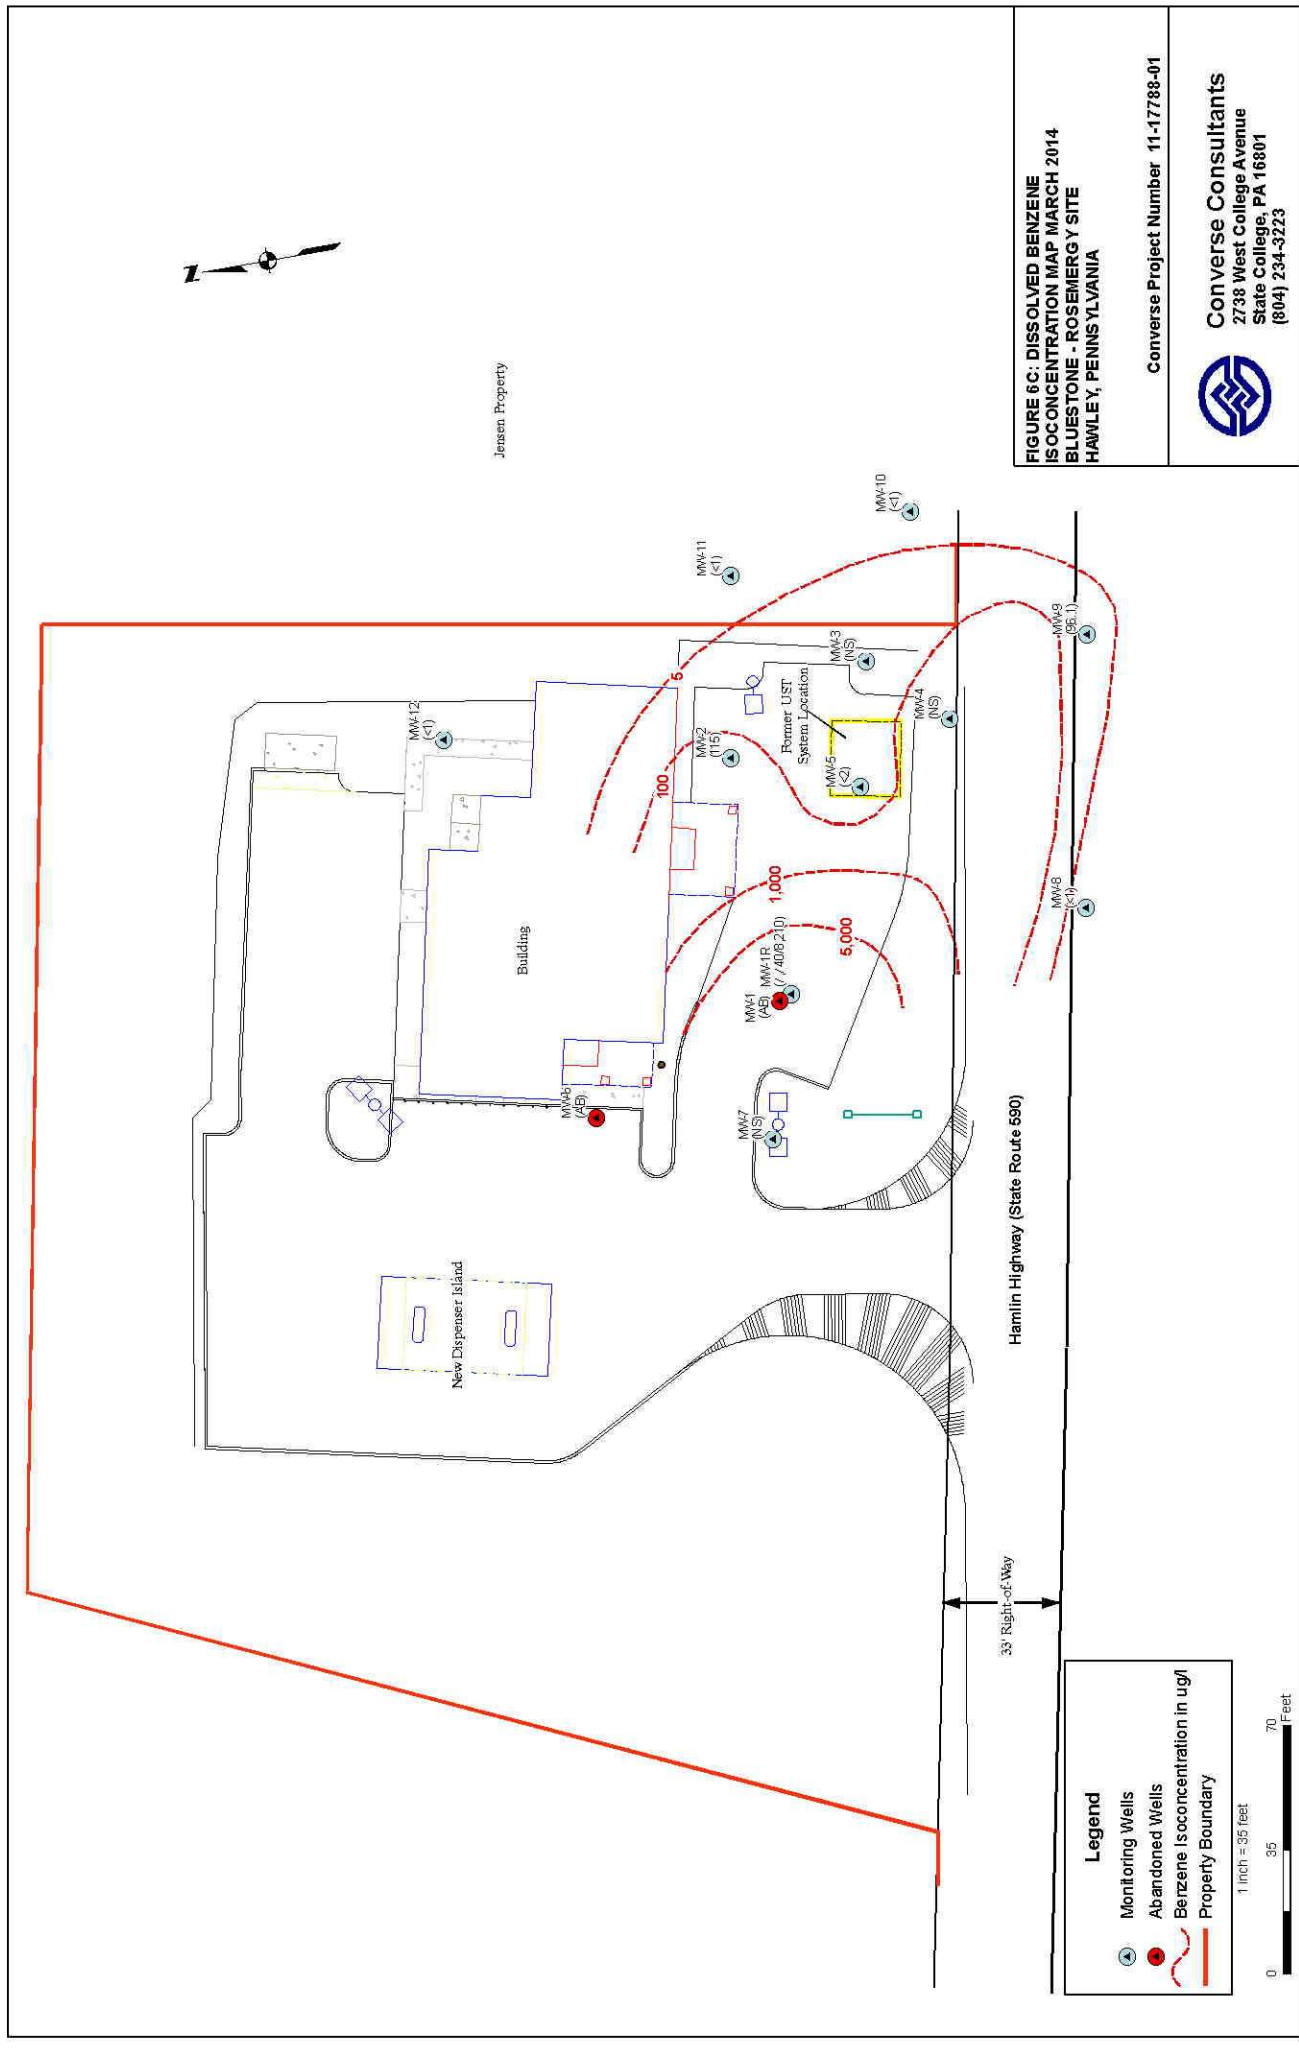 N
Jensen Property
MW-12
(<1)
MW-11
(<1)
MW-10
(<1)
MW-3
(NS)
MW-2
(115)
MW-4
(NS)
MW-5
(<2)
MW-9
(96.1)
MW-8
(<1)
MW-1
(AB)
MW-1R
MW-6
(AB)
MW-7
(NS)
5
100
1,000
5,000
Former UST
System Location
Building
New Dispenser Island
Hamlin Highway (State Route 590)
33' Right-of-Way
Legend
Monitoring Wells
Abandoned Wells
Benzene Isoconcentration in ug/l
Property Boundary
1 inch = 35 feet
0 35 70
Feet
FIGURE 6C: DISSOLVED BENZENE
ISOCONCENTRATION MAP MARCH 2014
BLUESTONE - ROSEMERGY SITE
HAWLEY, PENNSYLVANIA
Converse Project Number 11-17788-01
Converse Consultants
2738 West College Avenue
State College, PA 16801
(804) 234-3223